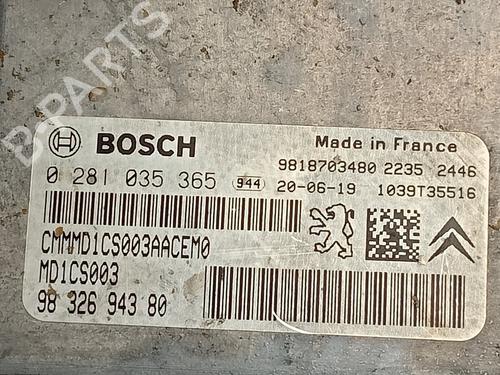 B-PARTS
BOSCH
Made in France
9818703480 2235 2446
0 281 035 365 944 20-06-19 1039T35516
CMMMD1CS003AACEM0
MD1CS003
98 326 943 80